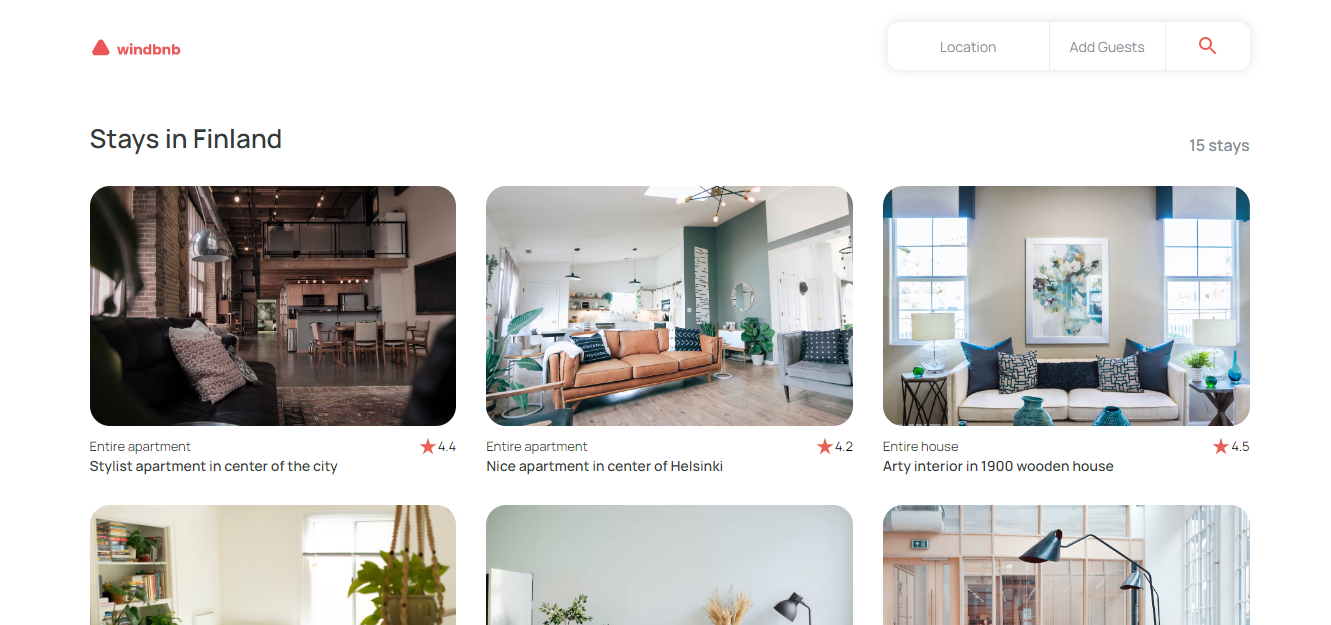 windbnb
Location
Add Guests
Stays in Finland
15 stays
Entire apartment
4.4
Stylist apartment in center of the city
Entire apartment
4.2
Nice apartment in center of Helsinki
Entire house
4.5
Arty interior in 1900 wooden house